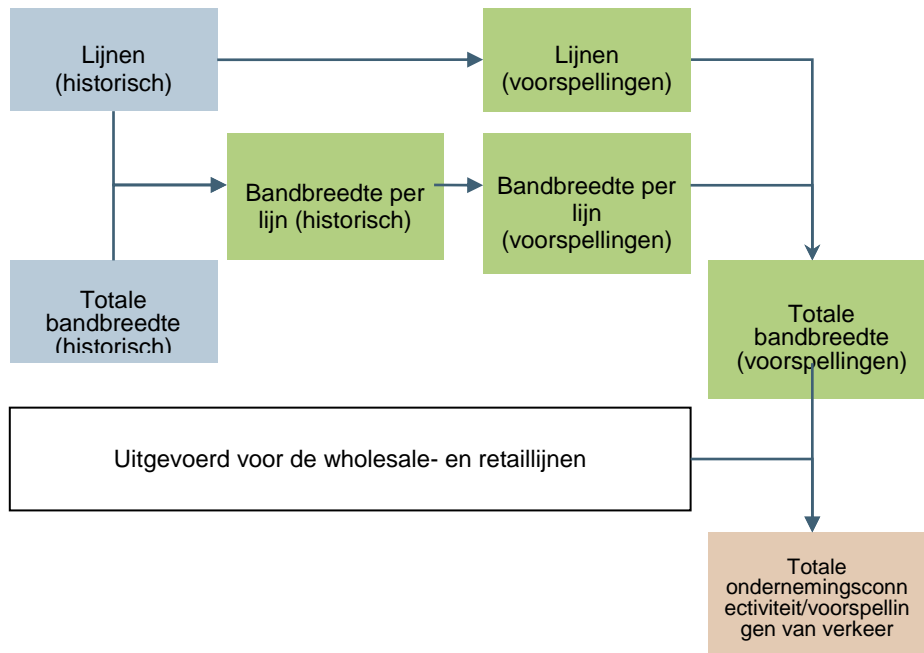 Lijnen
(historisch)
Lijnen
(voorspellingen)
Bandbreedte per
lijn (historisch)
Bandbreedte per
lijn
(voorspellingen)
Totale
bandbreedte
(historisch)
Totale
bandbreedte
(voorspellingen)
Uitgevoerd voor de wholesale- en retaillijnen
Totale
ondernemingsconn
ectiviteit/voorspellin
gen van verkeer